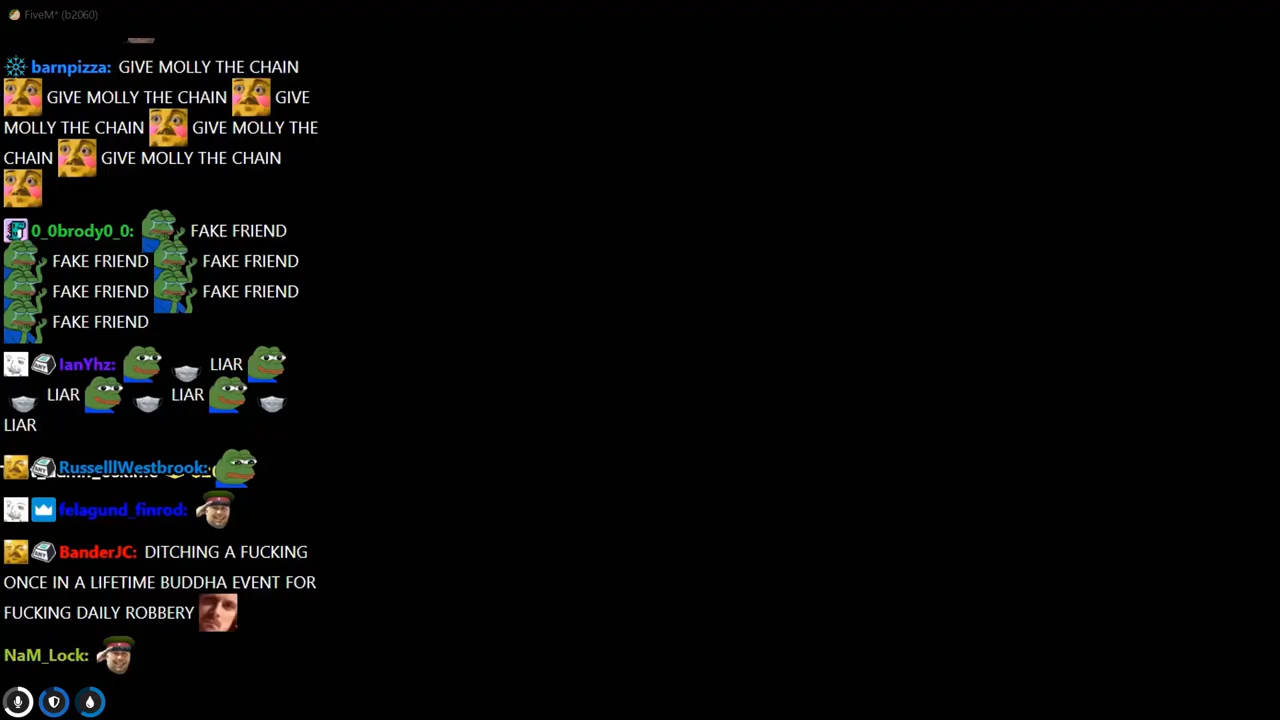 FiveM* (b2060)
barnpizza: GIVE MOLLY THE CHAIN
GIVE MOLLY THE CHAIN GIVE
MOLLY THE CHAIN GIVE MOLLY THE
CHAIN GIVE MOLLY THE CHAIN
0_0brody0_0: FAKE FRIEND
FAKE FRIEND FAKE FRIEND
FAKE FRIEND FAKE FRIEND
FAKE FRIEND
IanYhz: LIAR
LIAR LIAR
LIAR
RusselllWestbrook:
felagund_finrod:
BanderJC: DITCHING A FUCKING
ONCE IN A LIFETIME BUDDHA EVENT FOR
FUCKING DAILY ROBBERY
NaM_Lock: